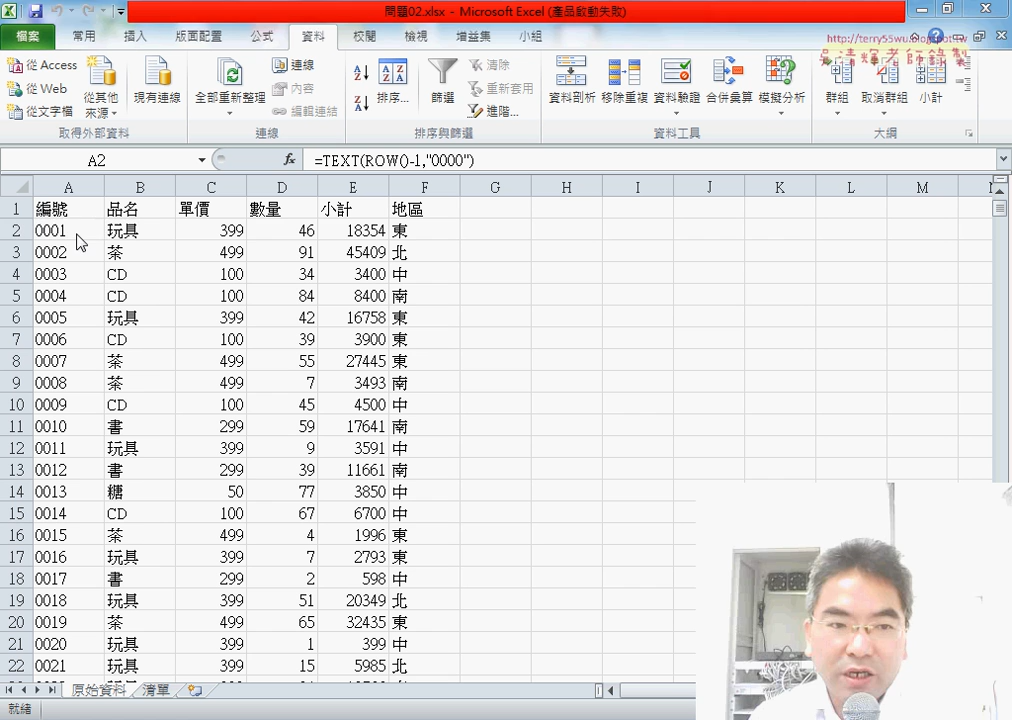 問題02.xlsx - Microsoft Excel (產品啟動失敗)
檔案 常用 插入 版面配置 公式 資料 校閱 檢視 增益集 小組
http://terry55wu.blogspot.tw
吳清輝老師錄製
從 Access
從 Web
從文字檔
從其他來源
現有連線
取得外部資料
全部重新整理
連線
內容
編輯連結
連線
排序...
篩選
清除
重新套用
進階...
排序與篩選
資料剖析 移除重複 資料驗證 合併彙算 模擬分析
資料工具
群組 取消群組 小計
大綱
A2 fx =TEXT(ROW()-1,"0000")
A B C D E F G H I J K L M
1 編號 品名 單價 數量 小計 地區
2 0001 玩具 399 46 18354 東
3 0002 茶 499 91 45409 北
4 0003 CD 100 34 3400 中
5 0004 CD 100 84 8400 南
6 0005 玩具 399 42 16758 東
7 0006 CD 100 39 3900 東
8 0007 茶 499 55 27445 東
9 0008 茶 499 7 3493 南
10 0009 CD 100 45 4500 中
11 0010 書 299 59 17641 南
12 0011 玩具 399 9 3591 中
13 0012 書 299 39 11661 南
14 0013 糖 50 77 3850 中
15 0014 CD 100 67 6700 中
16 0015 茶 499 4 1996 東
17 0016 玩具 399 7 2793 東
18 0017 書 299 2 598 中
19 0018 玩具 399 51 20349 北
20 0019 茶 499 65 32435 東
21 0020 玩具 399 1 399 中
22 0021 玩具 399 15 5985 北
原始資料 清單
就緒